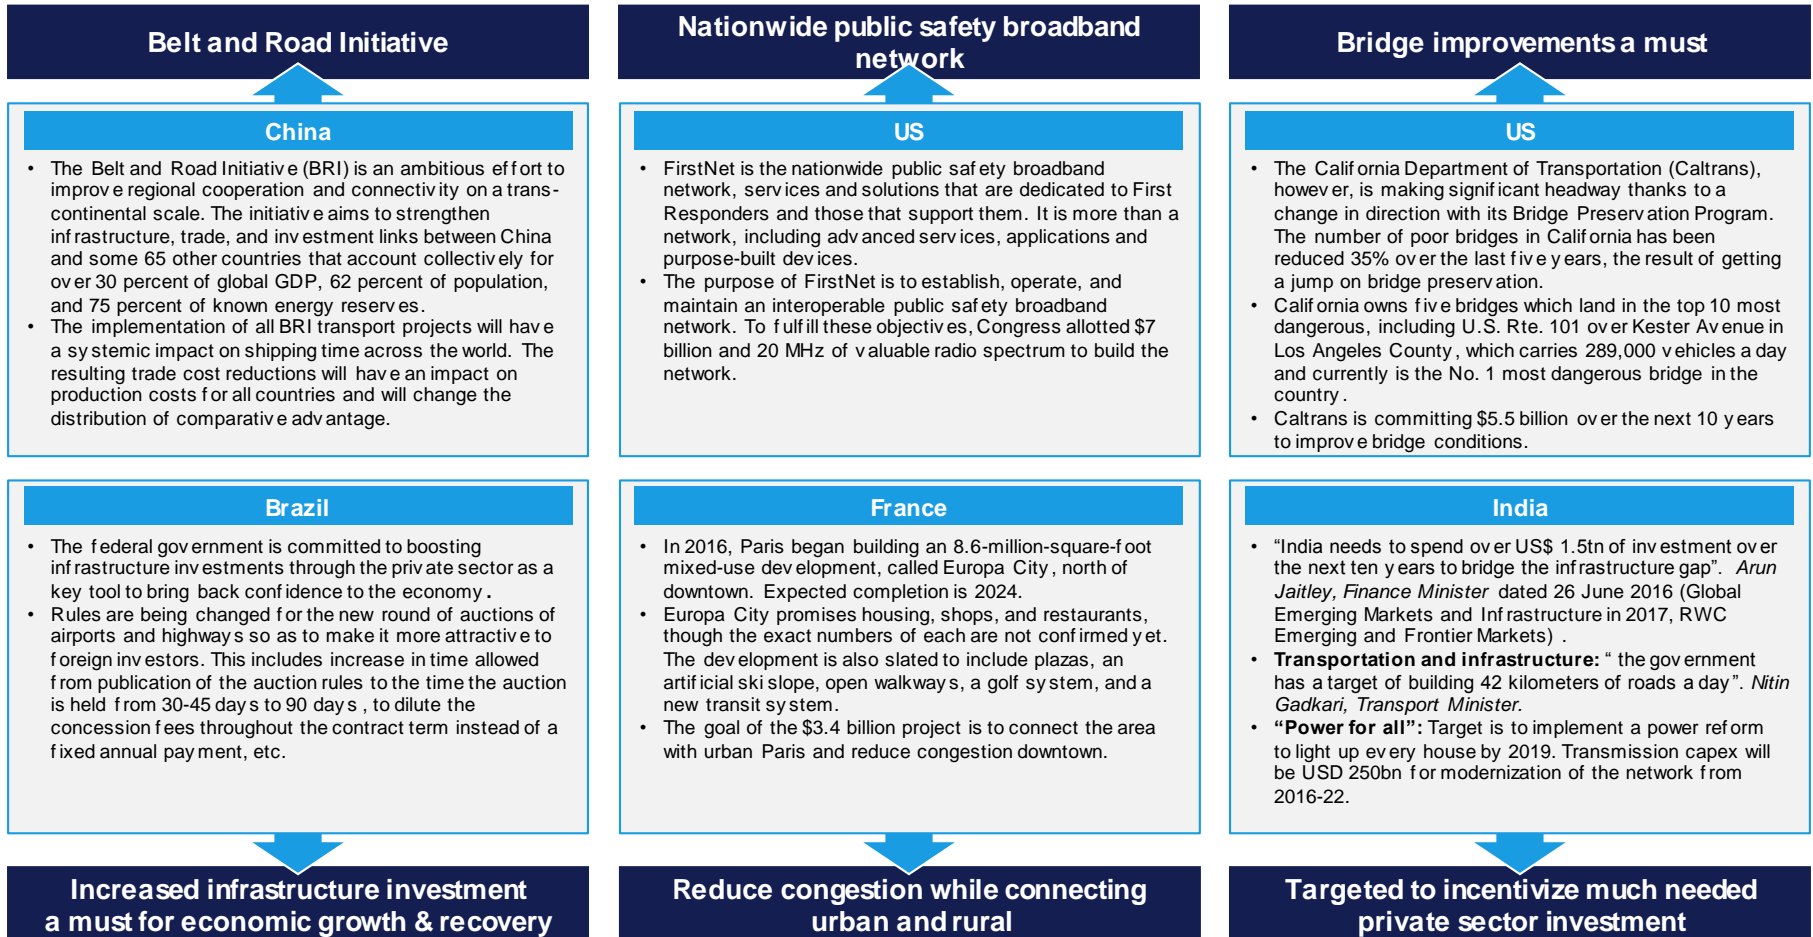 Belt and Road Initiative
Nationwide public safety broadband
network
Bridge improvements a must
China
• The Belt and Road Initiative (BRI) is an ambitious effort to
improve regional cooperation and connectivity on a trans-
continental scale. The initiative aims to strengthen
infrastructure, trade, and investment links between China
and some 65 other countries that account collectively for
over 30 percent of global GDP, 62 percent of population,
and 75 percent of known energy reserves.
• The implementation of all BRI transport projects will have
a systemic impact on shipping time across the world. The
resulting trade cost reductions will have an impact on
production costs for all countries and will change the
distribution of comparative advantage.
US
• FirstNet is the nationwide public safety broadband
network, services and solutions that are dedicated to First
Responders and those that support them. It is more than a
network, including advanced services, applications and
purpose-built devices.
• The purpose of FirstNet is to establish, operate, and
maintain an interoperable public safety broadband
network. To fulfill these objectives, Congress allotted $7
billion and 20 MHz of valuable radio spectrum to build the
network.
US
• The California Department of Transportation (Caltrans),
however, is making significant headway thanks to a
change in direction with its Bridge Preservation Program.
The number of poor bridges in California has been
reduced 35% over the last five years, the result of getting
a jump on bridge preservation.
• California owns five bridges which land in the top 10 most
dangerous, including U.S. Rte. 101 over Kester Avenue in
Los Angeles County, which carries 289,000 vehicles a day
and currently is the No. 1 most dangerous bridge in the
country.
• Caltrans is committing $5.5 billion over the next 10 years
to improve bridge conditions.
Brazil
• The federal government is committed to boosting
infrastructure investments through the private sector as a
key tool to bring back confidence to the economy.
• Rules are being changed for the new round of auctions of
airports and highways so as to make it more attractive to
foreign investors. This includes increase in time allowed
from publication of the auction rules to the time the auction
is held from 30-45 days to 90 days , to dilute the
concession fees throughout the contract term instead of a
fixed annual payment, etc.
France
• In 2016, Paris began building an 8.6-million-square-foot
mixed-use development, called Europa City, north of
downtown. Expected completion is 2024.
• Europa City promises housing, shops, and restaurants,
though the exact numbers of each are not confirmed yet.
The development is also slated to include plazas, an
artificial ski slope, open walkways, a golf system, and a
new transit system.
• The goal of the $3.4 billion project is to connect the area
with urban Paris and reduce congestion downtown.
India
• “India needs to spend over US$ 1.5tn of investment over
the next ten years to bridge the infrastructure gap”. Arun
Jaitley, Finance Minister dated 26 June 2016 (Global
Emerging Markets and Infrastructure in 2017, RWC
Emerging and Frontier Markets) .
• Transportation and infrastructure: “ the government
has a target of building 42 kilometers of roads a day”. Nitin
Gadkari, Transport Minister.
• “Power for all”: Target is to implement a power reform
to light up every house by 2019. Transmission capex will
be USD 250bn for modernization of the network from
2016-22.
Increased infrastructure investment
a must for economic growth & recovery
Reduce congestion while connecting
urban and rural
Targeted to incentivize much needed
private sector investment